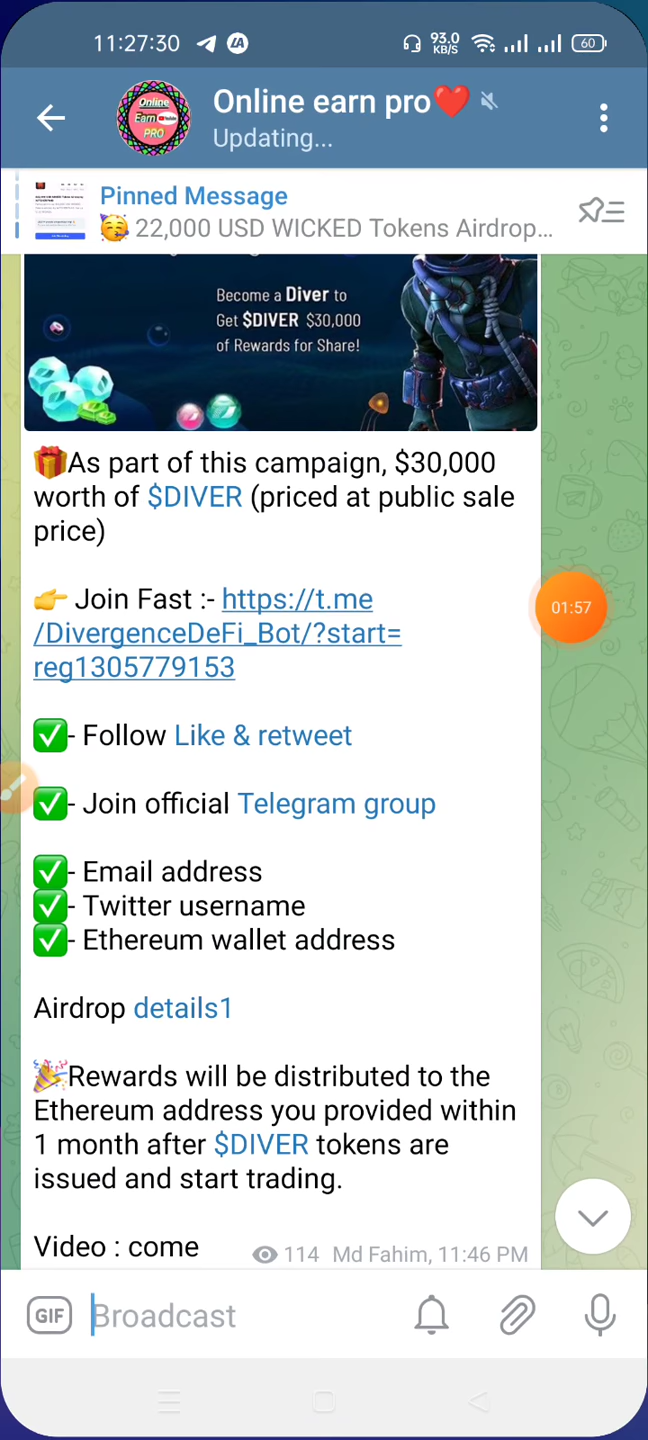 11:27:30
93.0
KB/S
60
Online earn pro❤️
Updating...
Online
Earn
PRO
Pinned Message
🥳 22,000 USD WICKED Tokens Airdrop...
Become a Diver to
Get $DIVER $30,000
of Rewards for Share!
🎁As part of this campaign, $30,000
worth of $DIVER (priced at public sale
price)
👉 Join Fast :- https://t.me
/DivergenceDeFi_Bot/?start=
reg1305779153
01:57
✅- Follow Like & retweet
✅- Join official Telegram group
✅- Email address
✅- Twitter username
✅- Ethereum wallet address
Airdrop details1
🎉Rewards will be distributed to the
Ethereum address you provided within
1 month after $DIVER tokens are
issued and start trading.
Video : come
114 Md Fahim, 11:46 PM
GIF
Broadcast